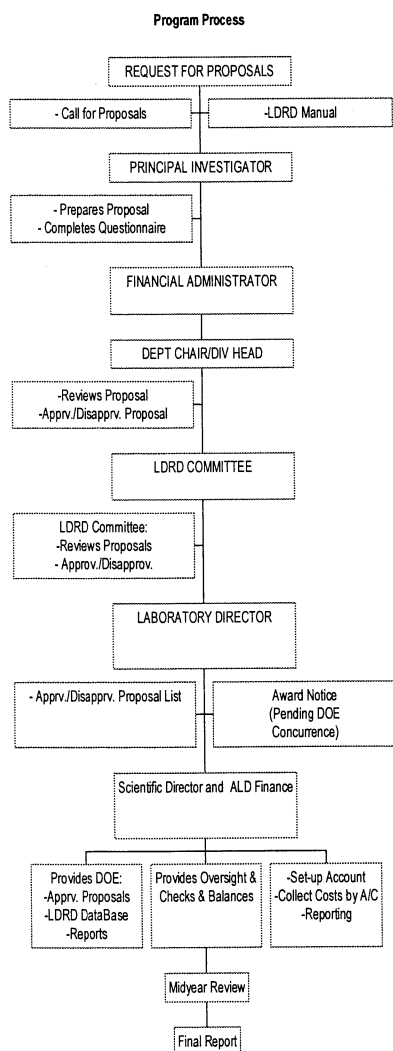 Program Process
REQUEST FOR PROPOSALS
- Call for Proposals
-LDRD Manual
PRINCIPAL INVESTIGATOR
- Prepares Proposal
- Completes Questionnaire
FINANCIAL ADMINISTRATOR
DEPT CHAIR/DIV HEAD
-Reviews Proposal
-Apprv./Disapprv. Proposal
LDRD COMMITTEE
LDRD Committee:
-Reviews Proposals
- Approv./Disapprov.
LABORATORY DIRECTOR
- Apprv./Disapprv. Proposal List
Award Notice
(Pending DOE
Concurrence)
Scientific Director and ALD Finance
Provides DOE:
-Apprv. Proposals
-LDRD DataBase
-Reports
Provides Oversight &
Checks & Balances
-Set-up Account
-Collect Costs by A/C
-Reporting
Midyear Review
Final Report